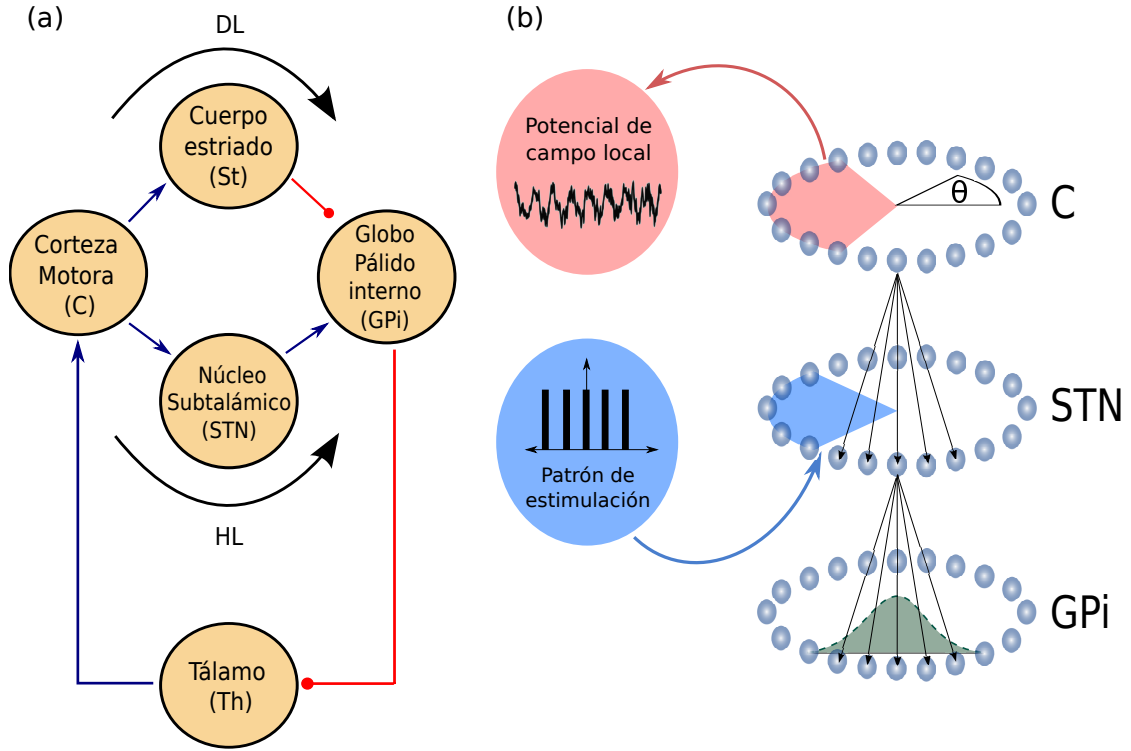 (a)
DL
Cuerpo
estriado
(St)
Corteza
Motora
(C)
Globo
Pálido
interno
(GPi)
Núcleo
Subtalámico
(STN)
HL
Tálamo
(Th)
(b)
Potencial de
campo local
θ
C
Patrón de
estimulación
STN
GPi